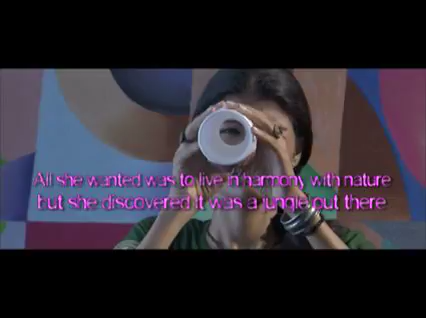 All she wanted was to live in harmony with nature
but she discovered it was a jungle out there